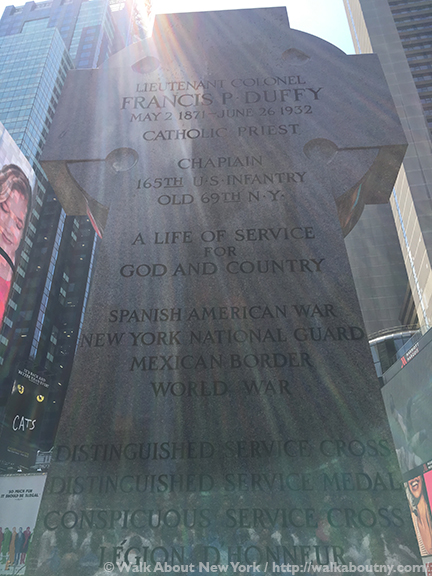 LIEUTENANT COLONEL
FRANCIS P. DUFFY
MAY 2 1871–JUNE 26 1932
CATHOLIC PRIEST
CHAPLAIN
165TH U·S·INFANTRY
OLD 69TH N·Y·
A LIFE OF SERVICE
FOR
GOD AND COUNTRY
SPANISH AMERICAN WAR
NEW YORK NATIONAL GUARD
MEXICAN BORDER
WORLD WAR
DISTINGUISHED SERVICE CROSS
DISTINGUISHED SERVICE MEDAL
CONSPICUOUS SERVICE CROSS
LÉGION D'HONNEUR
CATS
© Walk About New York / http://walkaboutny.com/